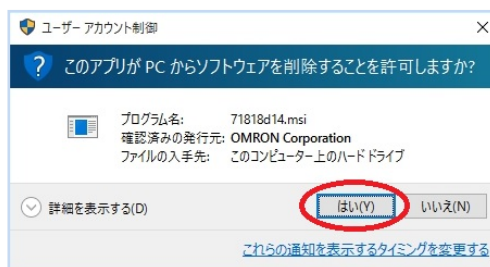 ユーザー アカウント制御
このアプリが PC からソフトウェアを削除することを許可しますか?
プログラム名: 71818d14.msi
確認済みの発行元: OMRON Corporation
ファイルの入手先: このコンピューター上のハード ドライブ
詳細を表示する(D)
はい(Y)
いいえ(N)
これらの通知を表示するタイミングを変更する